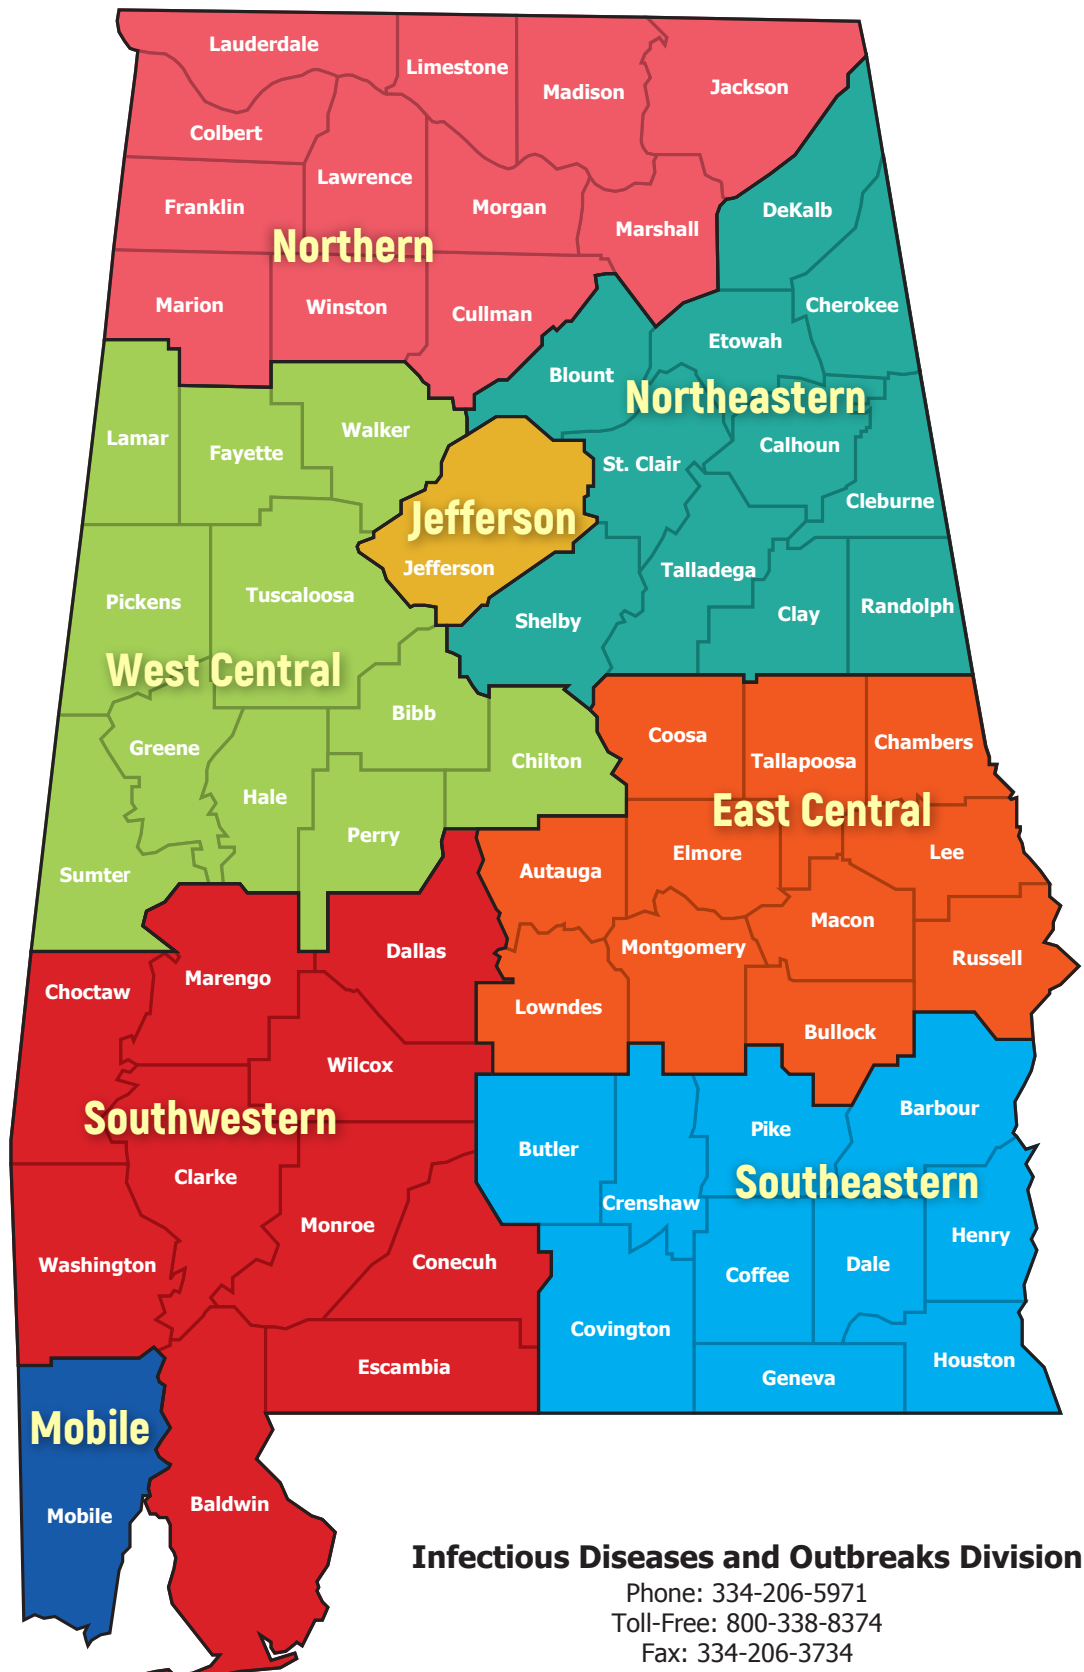 Lauderdale
Limestone
Madison
Jackson
Colbert
Lawrence
Franklin
Morgan
DeKalb
Marshall
Northern
Marion
Winston
Cullman
Cherokee
Etowah
Blount
Northeastern
Lamar
Walker
Fayette
Calhoun
St. Clair
Cleburne
Jefferson
Jefferson
Talladega
Pickens
Tuscaloosa
Shelby
Clay
Randolph
West Central
Bibb
Coosa
Chambers
Greene
Chilton
Tallapoosa
Hale
East Central
Perry
Elmore
Lee
Sumter
Autauga
Macon
Dallas
Montgomery
Russell
Choctaw
Marengo
Lowndes
Bullock
Wilcox
Southwestern
Barbour
Pike
Butler
Clarke
Southeastern
Crenshaw
Monroe
Henry
Washington
Conecuh
Coffee
Dale
Covington
Escambia
Houston
Geneva
Mobile
Mobile
Baldwin
Infectious Diseases and Outbreaks Division
Phone: 334-206-5971
Toll-Free: 800-338-8374
Fax: 334-206-3734